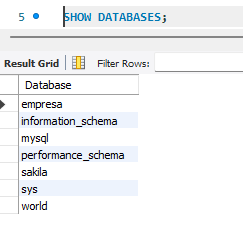 5 SHOW DATABASES;
Result Grid Filter Rows:
Database
empresa
information_schema
mysql
performance_schema
sakila
sys
world